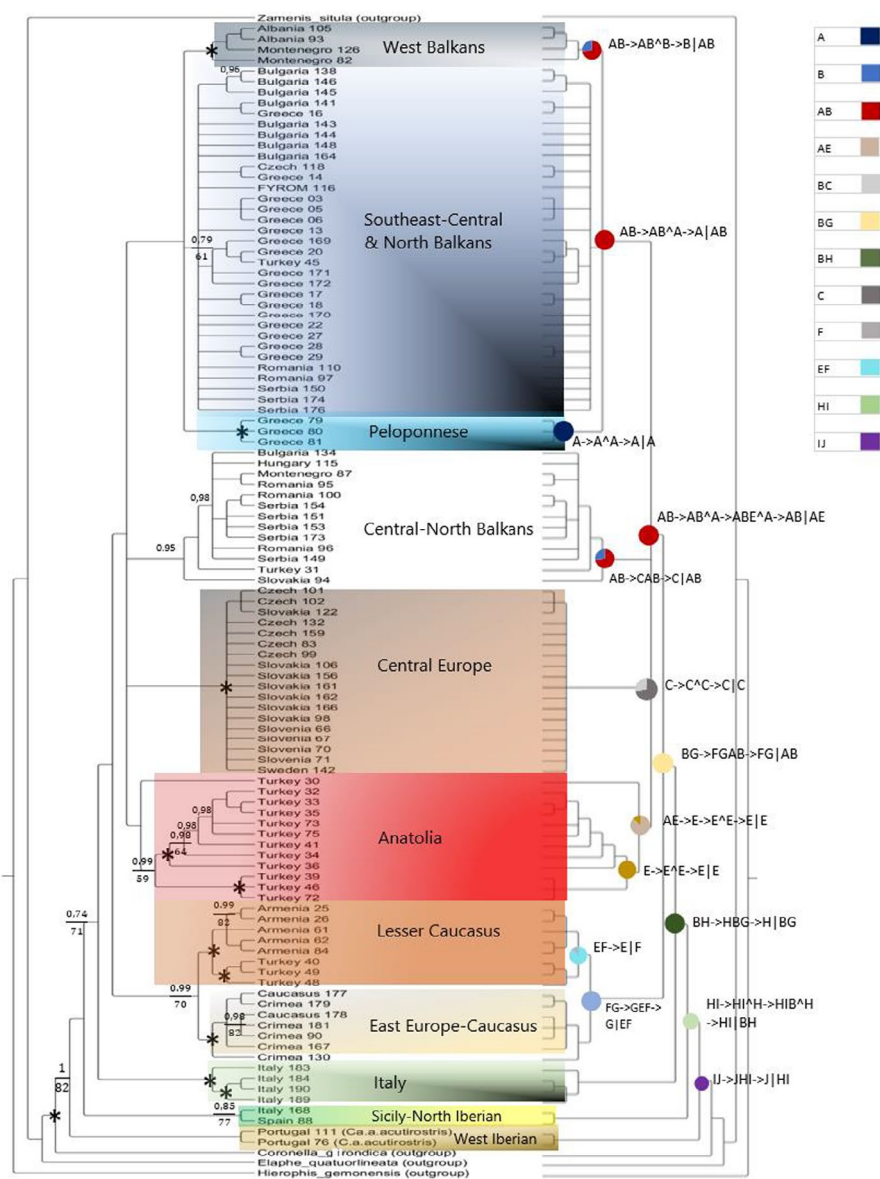 Zamenis_situla (outgroup)
Albania 105
Albania 93
Montenegro 126
Montenegro 82
West Balkans
AB->AB^B->B|AB
0,96
Bulgaria 138
Bulgaria 146
Bulgaria 145
Bulgaria 141
Greece 16
Bulgaria 143
Bulgaria 144
Bulgaria 148
Bulgaria 164
Czech 118
Greece 14
FYROM 116
Greece 03
Greece 05
Greece 06
Greece 13
Greece 169
Greece 20
Turkey 45
Greece 171
Greece 172
Greece 17
Greece 18
Greece 170
Greece 22
Greece 27
Greece 28
Greece 29
Romania 110
Romania 97
Serbia 150
Serbia 174
Serbia 176
0,79
61
Southeast-Central
& North Balkans
AB->AB^A->A|AB
Greece 79
Greece 80
Greece 81
Peloponnese
A->A^A->A|A
Bulgaria 134
Hungary 115
Montenegro 87
Romania 95
Romania 100
Serbia 154
Serbia 151
Serbia 153
Serbia 173
Romania 96
Serbia 149
Turkey 31
Slovakia 94
0,98
0.95
Central-North Balkans
AB->AB^A->ABE^A->AB|AE
AB->CAB->C|AB
Czech 101
Czech 102
Slovakia 122
Czech 132
Czech 159
Czech 83
Czech 99
Slovakia 106
Slovakia 156
Slovakia 161
Slovakia 162
Slovakia 166
Slovakia 98
Slovenia 66
Slovenia 67
Slovenia 70
Slovenia 71
Sweden 142
Central Europe
C->C^C->C|C
BG->FGAB->FG|AB
Turkey 30
Turkey 32
Turkey 33
Turkey 35
Turkey 73
Turkey 75
Turkey 41
Turkey 34
Turkey 36
Turkey 39
Turkey 46
Turkey 72
0,98
0,98
0,98
64
0,99
59
Anatolia
AE->E->E^E->E|E
E->E^E->E|E
Armenia 25
Armenia 26
Armenia 61
Armenia 62
Armenia 84
Turkey 40
Turkey 49
Turkey 48
0.99
82
Lesser Caucasus
BH->HBG->H|BG
EF->E|F
0,74
71
0.99
70
Caucasus 177
Crimea 179
Caucasus 178
Crimea 181
Crimea 90
Crimea 167
Crimea 130
0,98
82
East Europe-Caucasus
FG->GEF->
G|EF
HI->HI^H->HIB^H
->HI|BH
Italy 183
Italy 184
Italy 190
Italy 189
Italy
IJ->JHI->J|HI
1
82
Italy 168
Spain 88
0,85
77
Sicily-North Iberian
Portugal 111 (Ca.a.acutirostris)
Portugal 76 (C.a.acutirostris)
West Iberian
(outgroup)
Elaphe_quatuorlineata (outgroup)
Hierophis_gemonensis (outgroup)
A
B
AB
AE
BC
BG
BH
C
F
EF
HI
IJ